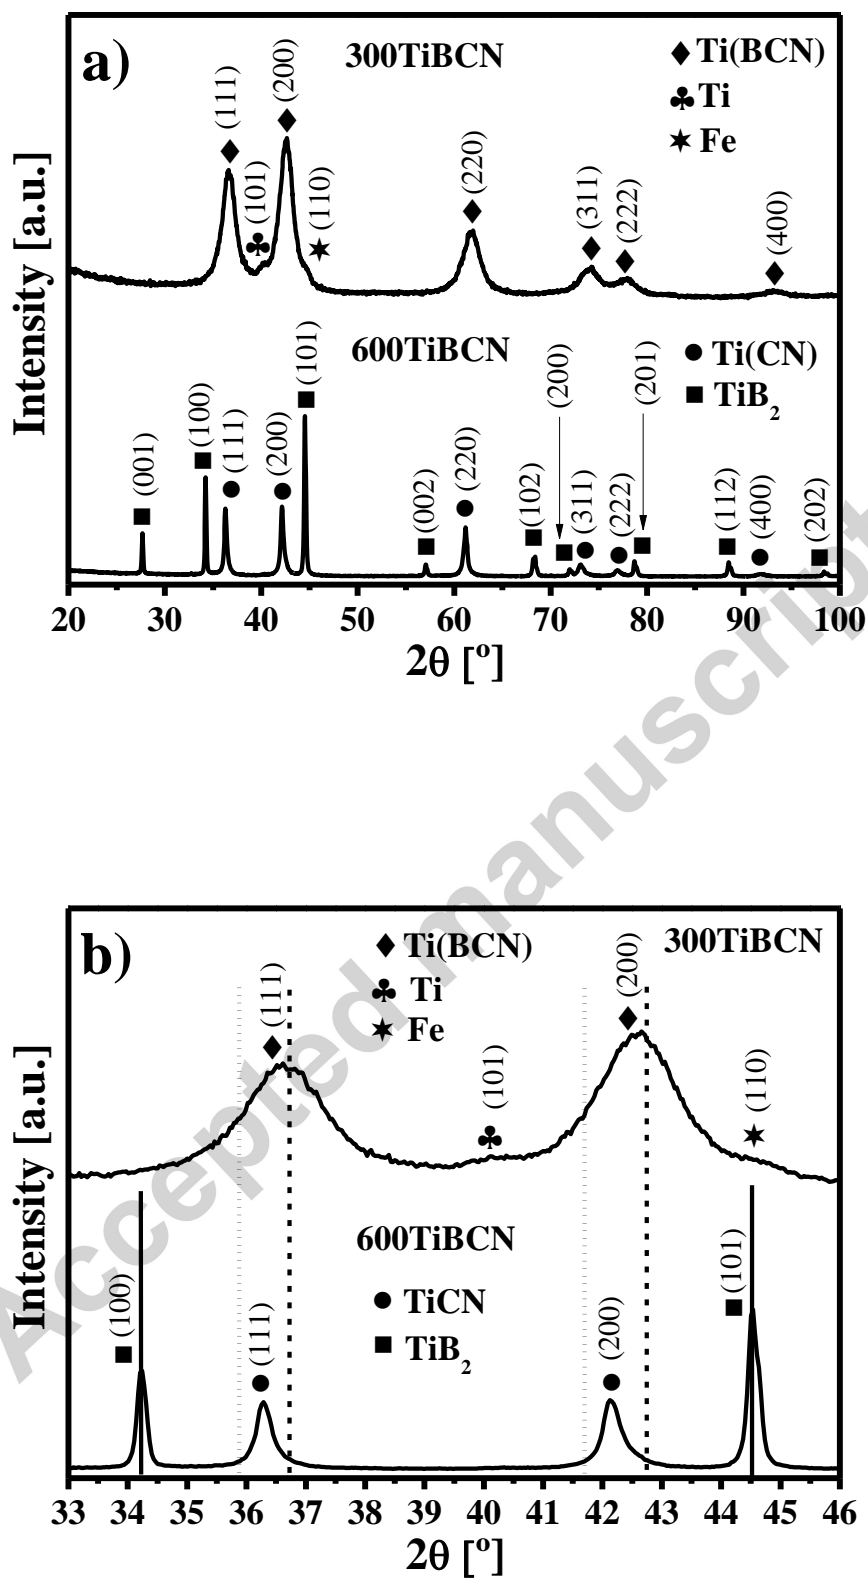 a)
300TiBCN
♦ Ti(BCN)
♣ Ti
★ Fe
(111)
(101)
(200)
(110)
(220)
(311)
(222)
(400)
Intensity [a.u.]
600TiBCN
● Ti(CN)
■ TiB₂
(001)
(100)
(111)
(200)
(101)
(002)
(220)
(102)
(200)
(311)
(222)
(201)
(112)
(400)
(202)
20 30 40 50 60 70 80 90 100
2θ [º]
Accepted manuscript
b)
♦ Ti(BCN)
♣ Ti
★ Fe
300TiBCN
(111)
(101)
(200)
(110)
Intensity [a.u.]
600TiBCN
● TiCN
■ TiB₂
(100)
(111)
(200)
(101)
33 34 35 36 37 38 39 40 41 42 43 44 45 46
2θ [º]